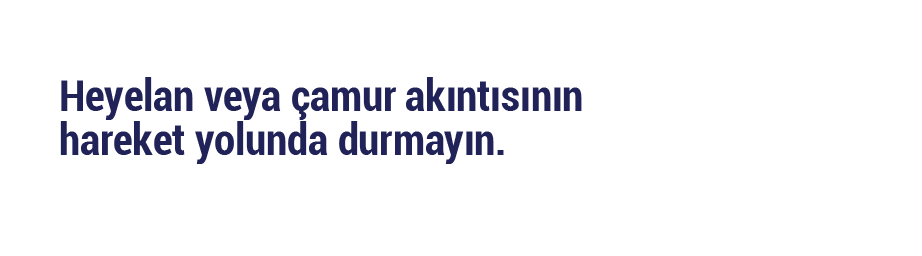 Heyelan veya çamur akıntısının
hareket yolunda durmayın.